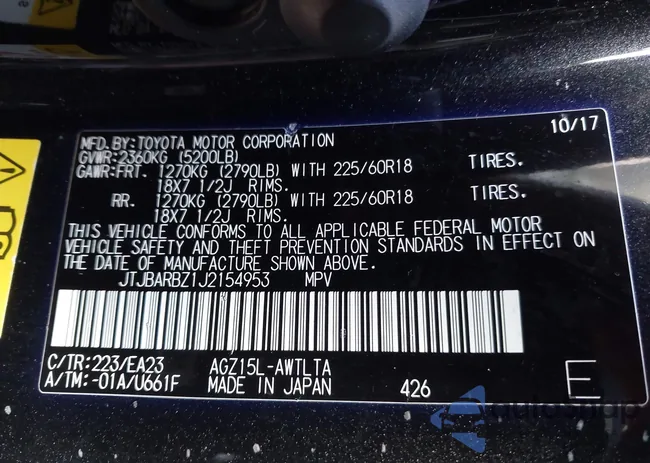 10/17
MFD.BY:TOYOTA MOTOR CORPORATION
GVWR:2360KG (5200LB)
GAWR:FRT. 1270KG (2790LB) WITH 225/60R18 TIRES.
18X7 1/2J RIMS.
RR. 1270KG (2790LB) WITH 225/60R18 TIRES.
18X7 1/2J RIMS.
THIS VEHICLE CONFORMS TO ALL APPLICABLE FEDERAL MOTOR
VEHICLE SAFETY AND THEFT PREVENTION STANDARDS IN EFFECT ON
THE DATE OF MANUFACTURE SHOWN ABOVE.
JTJBARBZ1J2154953 MPV
C/TR:223/EA23 AGZ15L-AWTLTA
A/TM:-01A/U661F MADE IN JAPAN 426 E